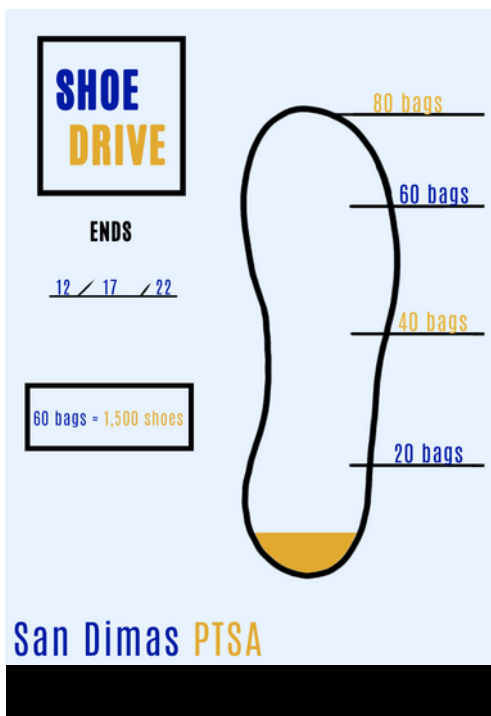 SHOE
DRIVE
ENDS
12 / 17 / 22
60 bags = 1,500 shoes
80 bags
60 bags
40 bags
20 bags
San Dimas PTSA